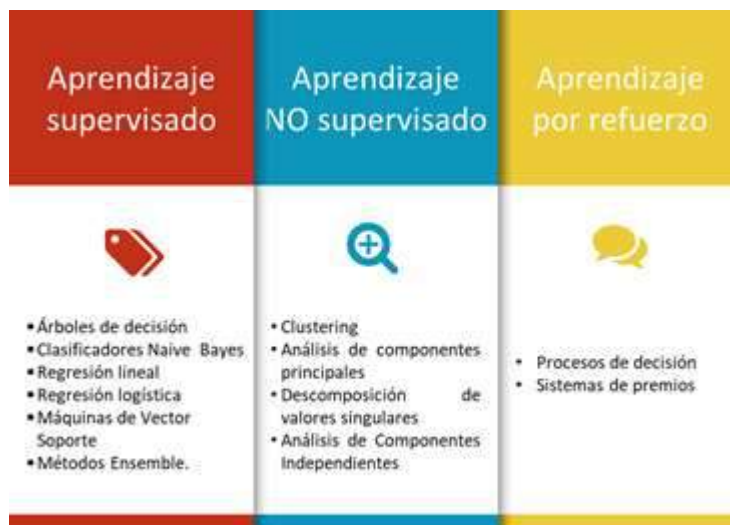 Aprendizaje
supervisado
Aprendizaje
NO supervisado
Aprendizaje
por refuerzo
▪Árboles de decisión
▪Clasificadores Naive Bayes
▪Regresión lineal
▪Regresión logística
▪Máquinas de Vector
Soporte
▪Métodos Ensemble.
• Clustering
• Análisis de componentes
principales
• Descomposición de
valores singulares
• Análisis de Componentes
Independientes
• Procesos de decisión
• Sistemas de premios